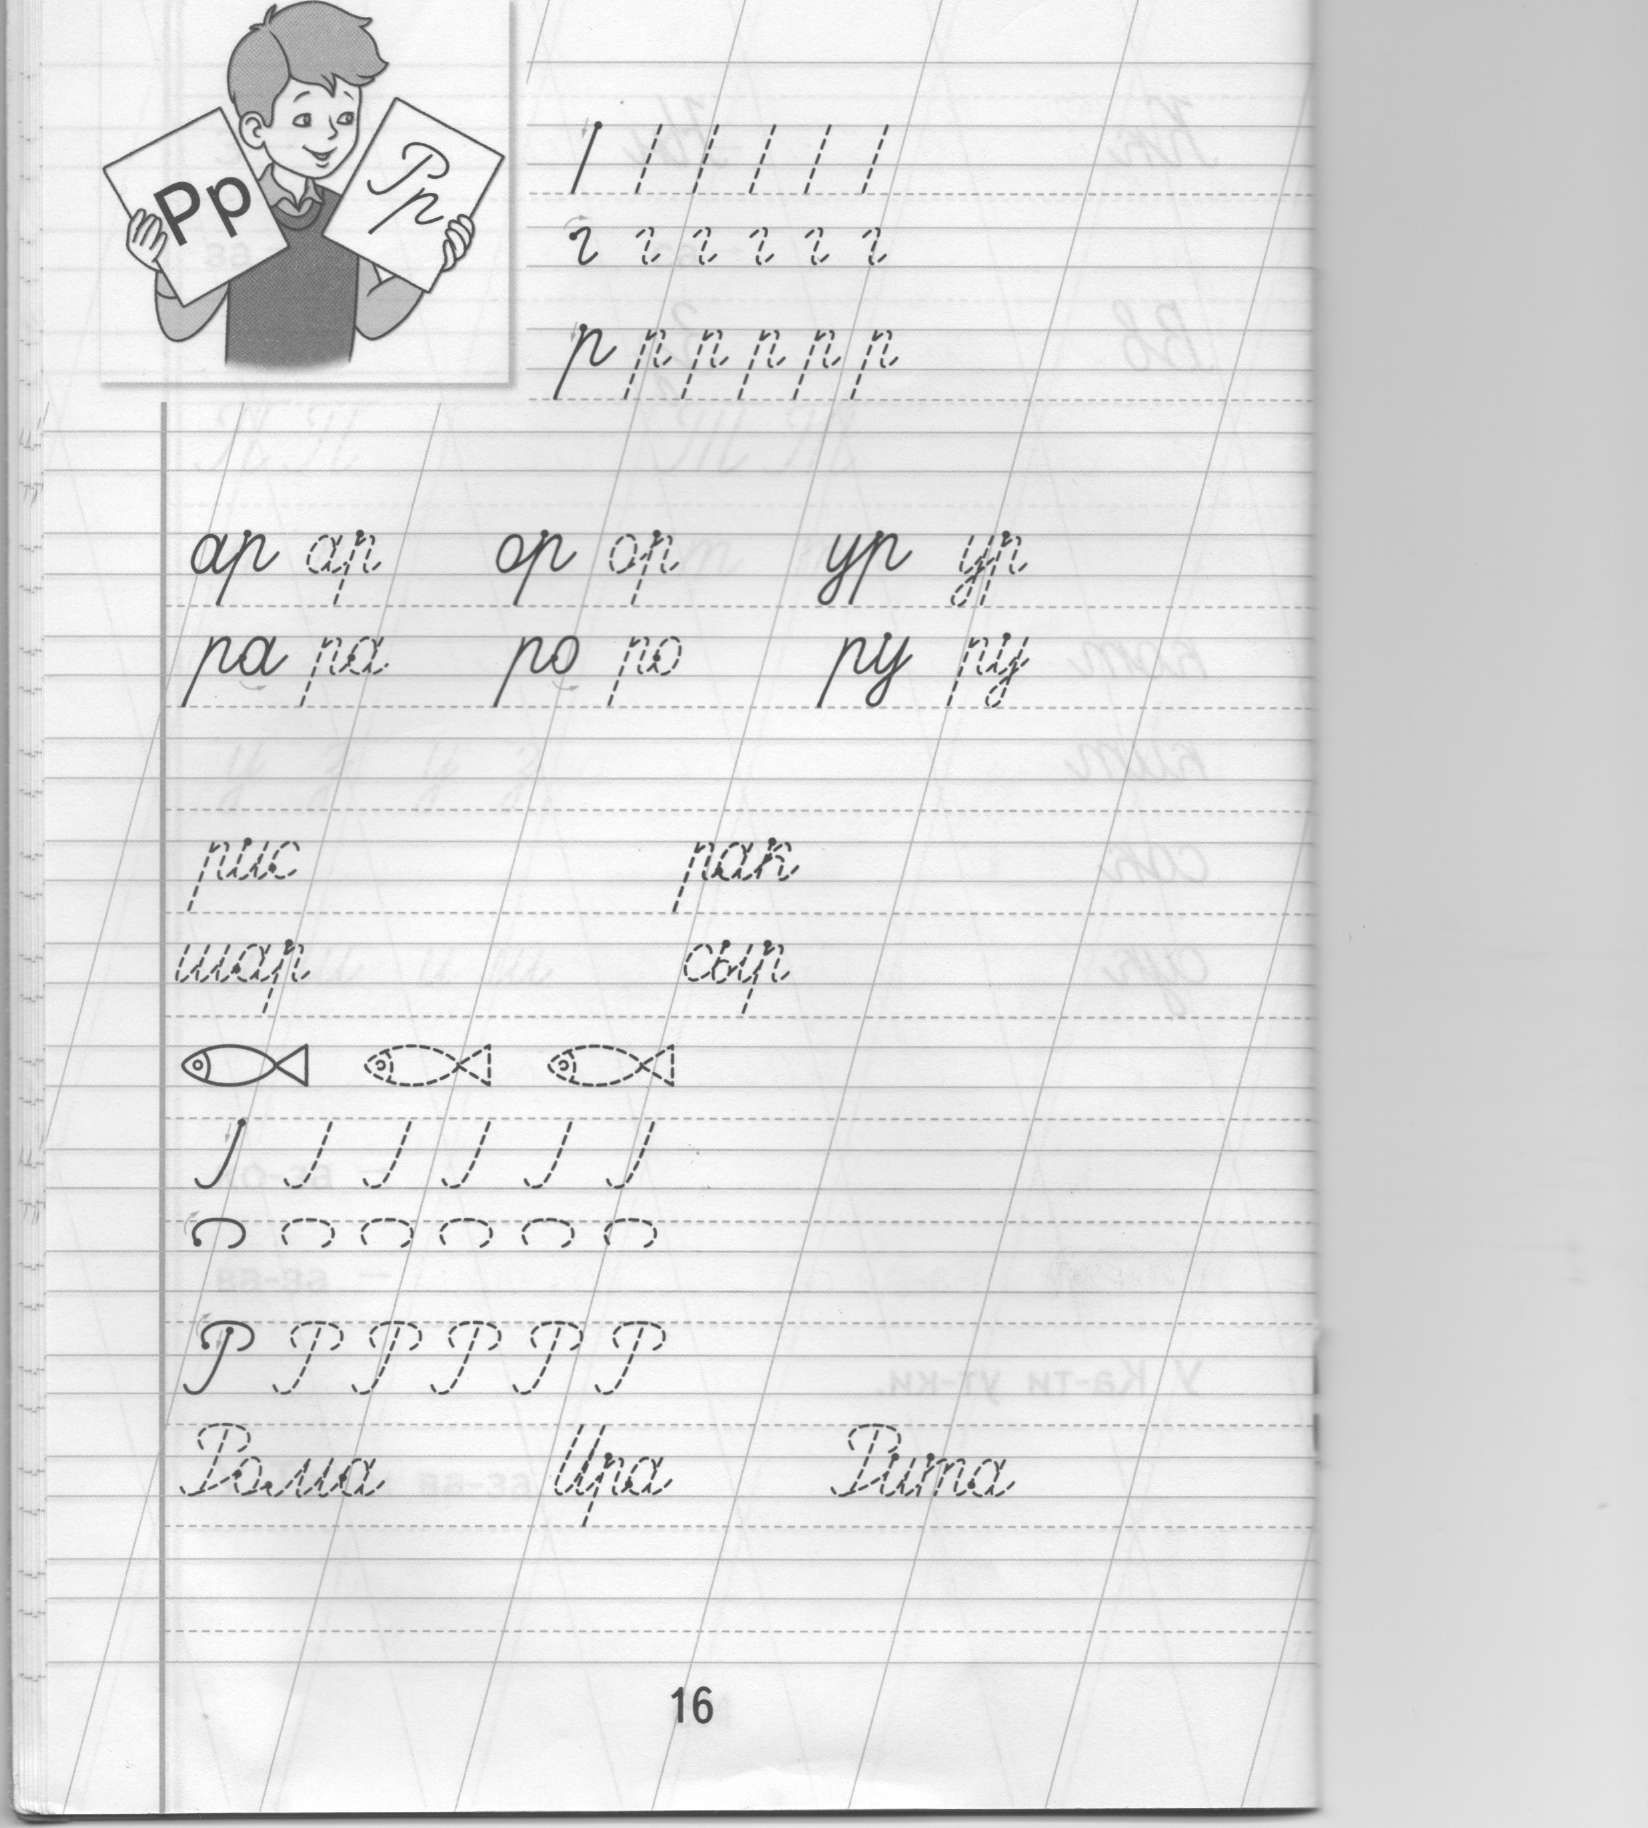 Рр Рр
р р р р р р
ар ар ор ор ур ур
ра ра ро ро ру ру
рис рак
шар сыр
Р Р Р Р Р Р
Рома Ира Рита
16